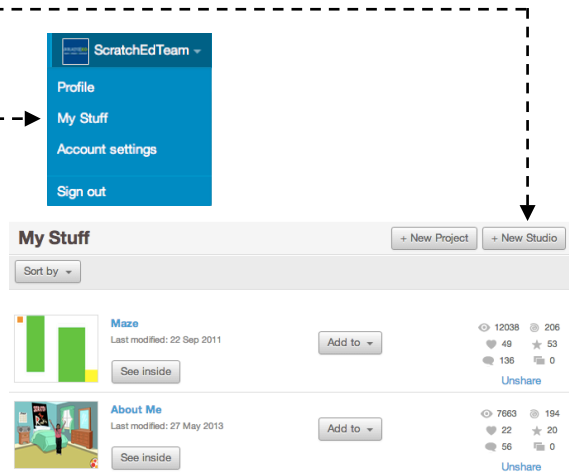 ScratchEdTeam
Profile
My Stuff
Account settings
Sign out
My Stuff
+ New Project
+ New Studio
Sort by
Maze
Last modified: 22 Sep 2011
See inside
Add to
12038 206
49 53
136 0
Unshare
About Me
Last modified: 27 May 2013
See inside
Add to
7663 194
22 20
56 0
Unshare